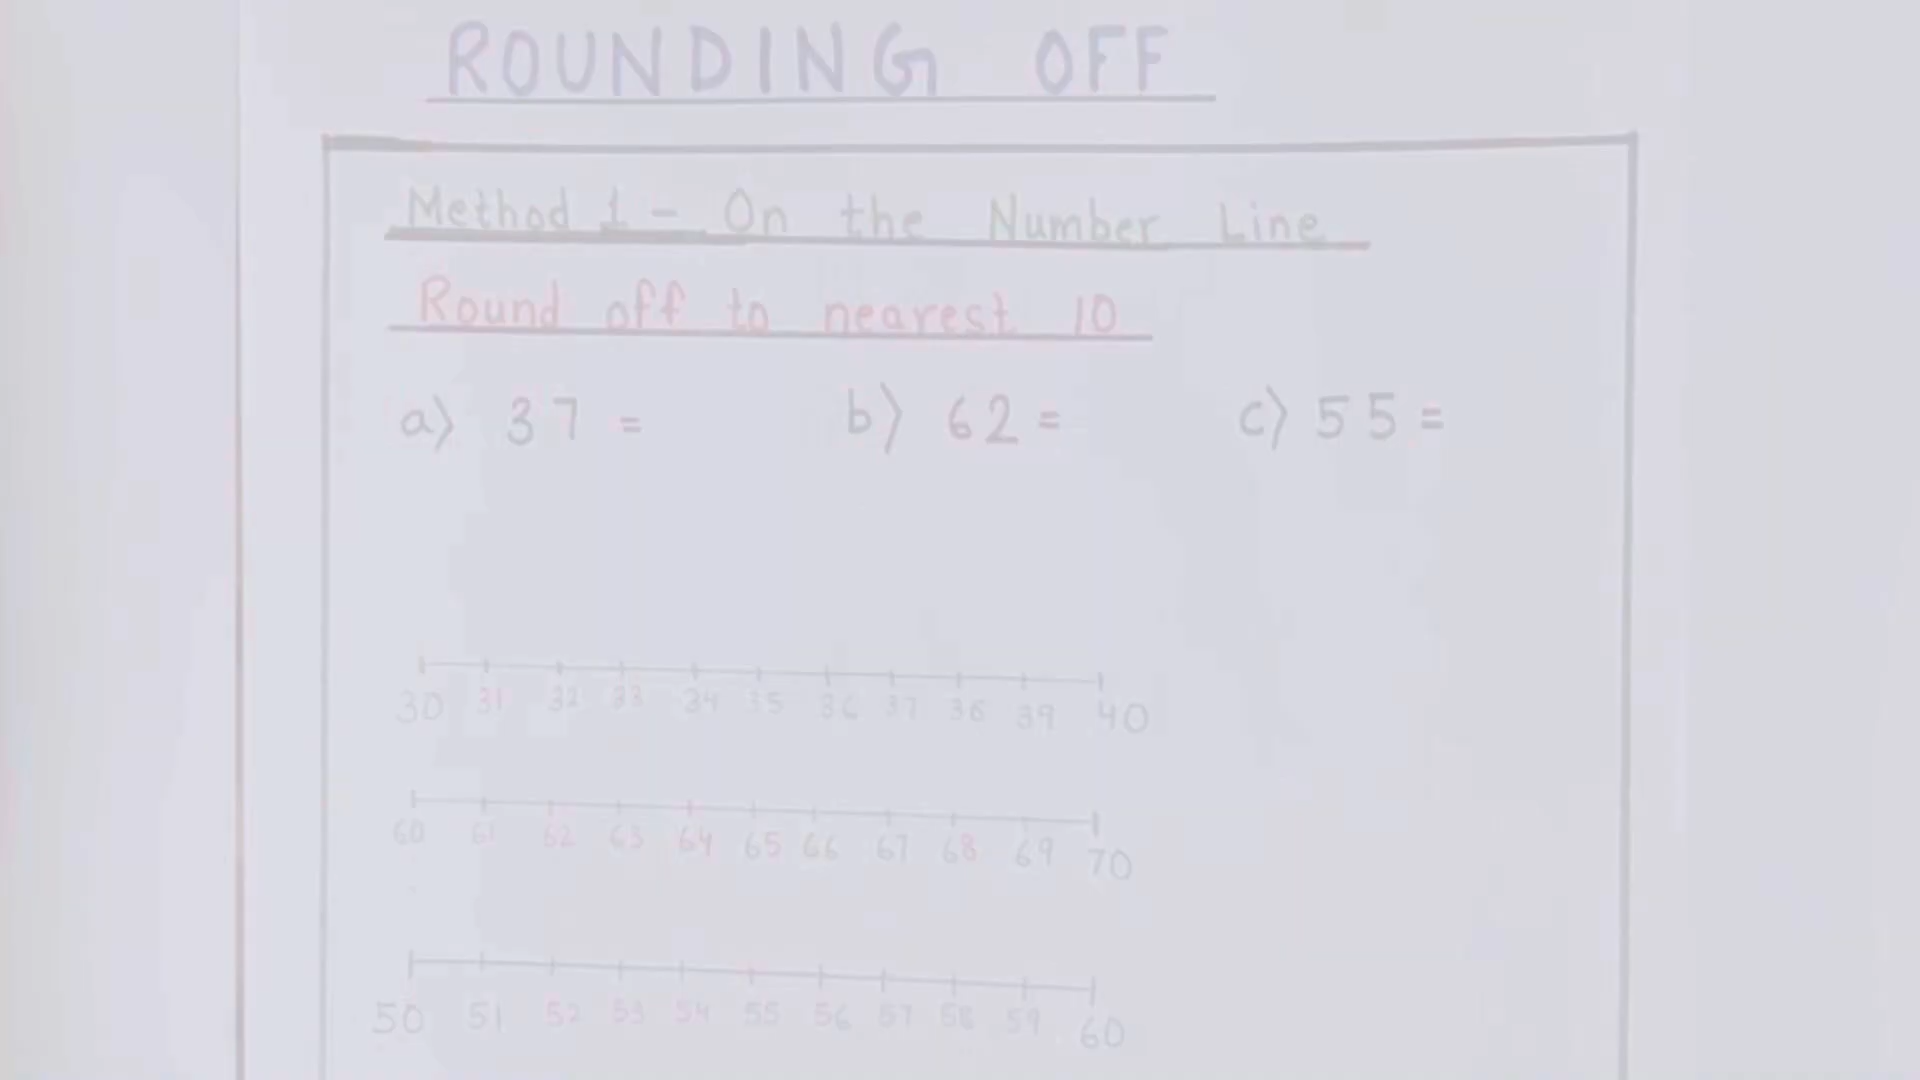 ROUNDING OFF
Method 1 - On the Number Line
Round off to nearest 10
a) 37 = b) 62 = c) 55 =
30 31 32 33 34 35 36 37 38 39 40
60 61 62 63 64 65 66 67 68 69 70
50 51 52 53 54 55 56 57 58 59 60